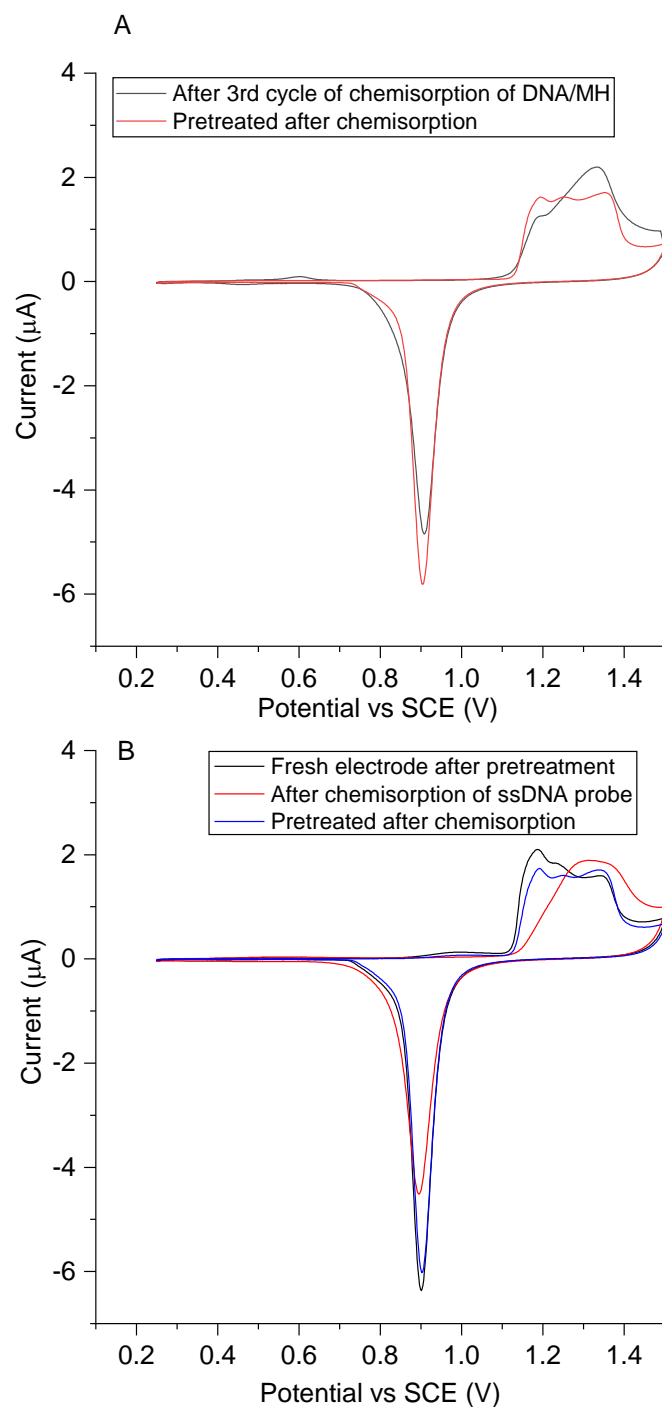 A
After 3rd cycle of chemisorption of DNA/MH
Pretreated after chemisorption
4
2
0
-2
-4
-6
Current (μA)
0.2 0.4 0.6 0.8 1.0 1.2 1.4
Potential vs SCE (V)
B
Fresh electrode after pretreatment
After chemisorption of ssDNA probe
Pretreated after chemisorption
4
2
0
-2
-4
-6
Current (μA)
0.2 0.4 0.6 0.8 1.0 1.2 1.4
Potential vs SCE (V)